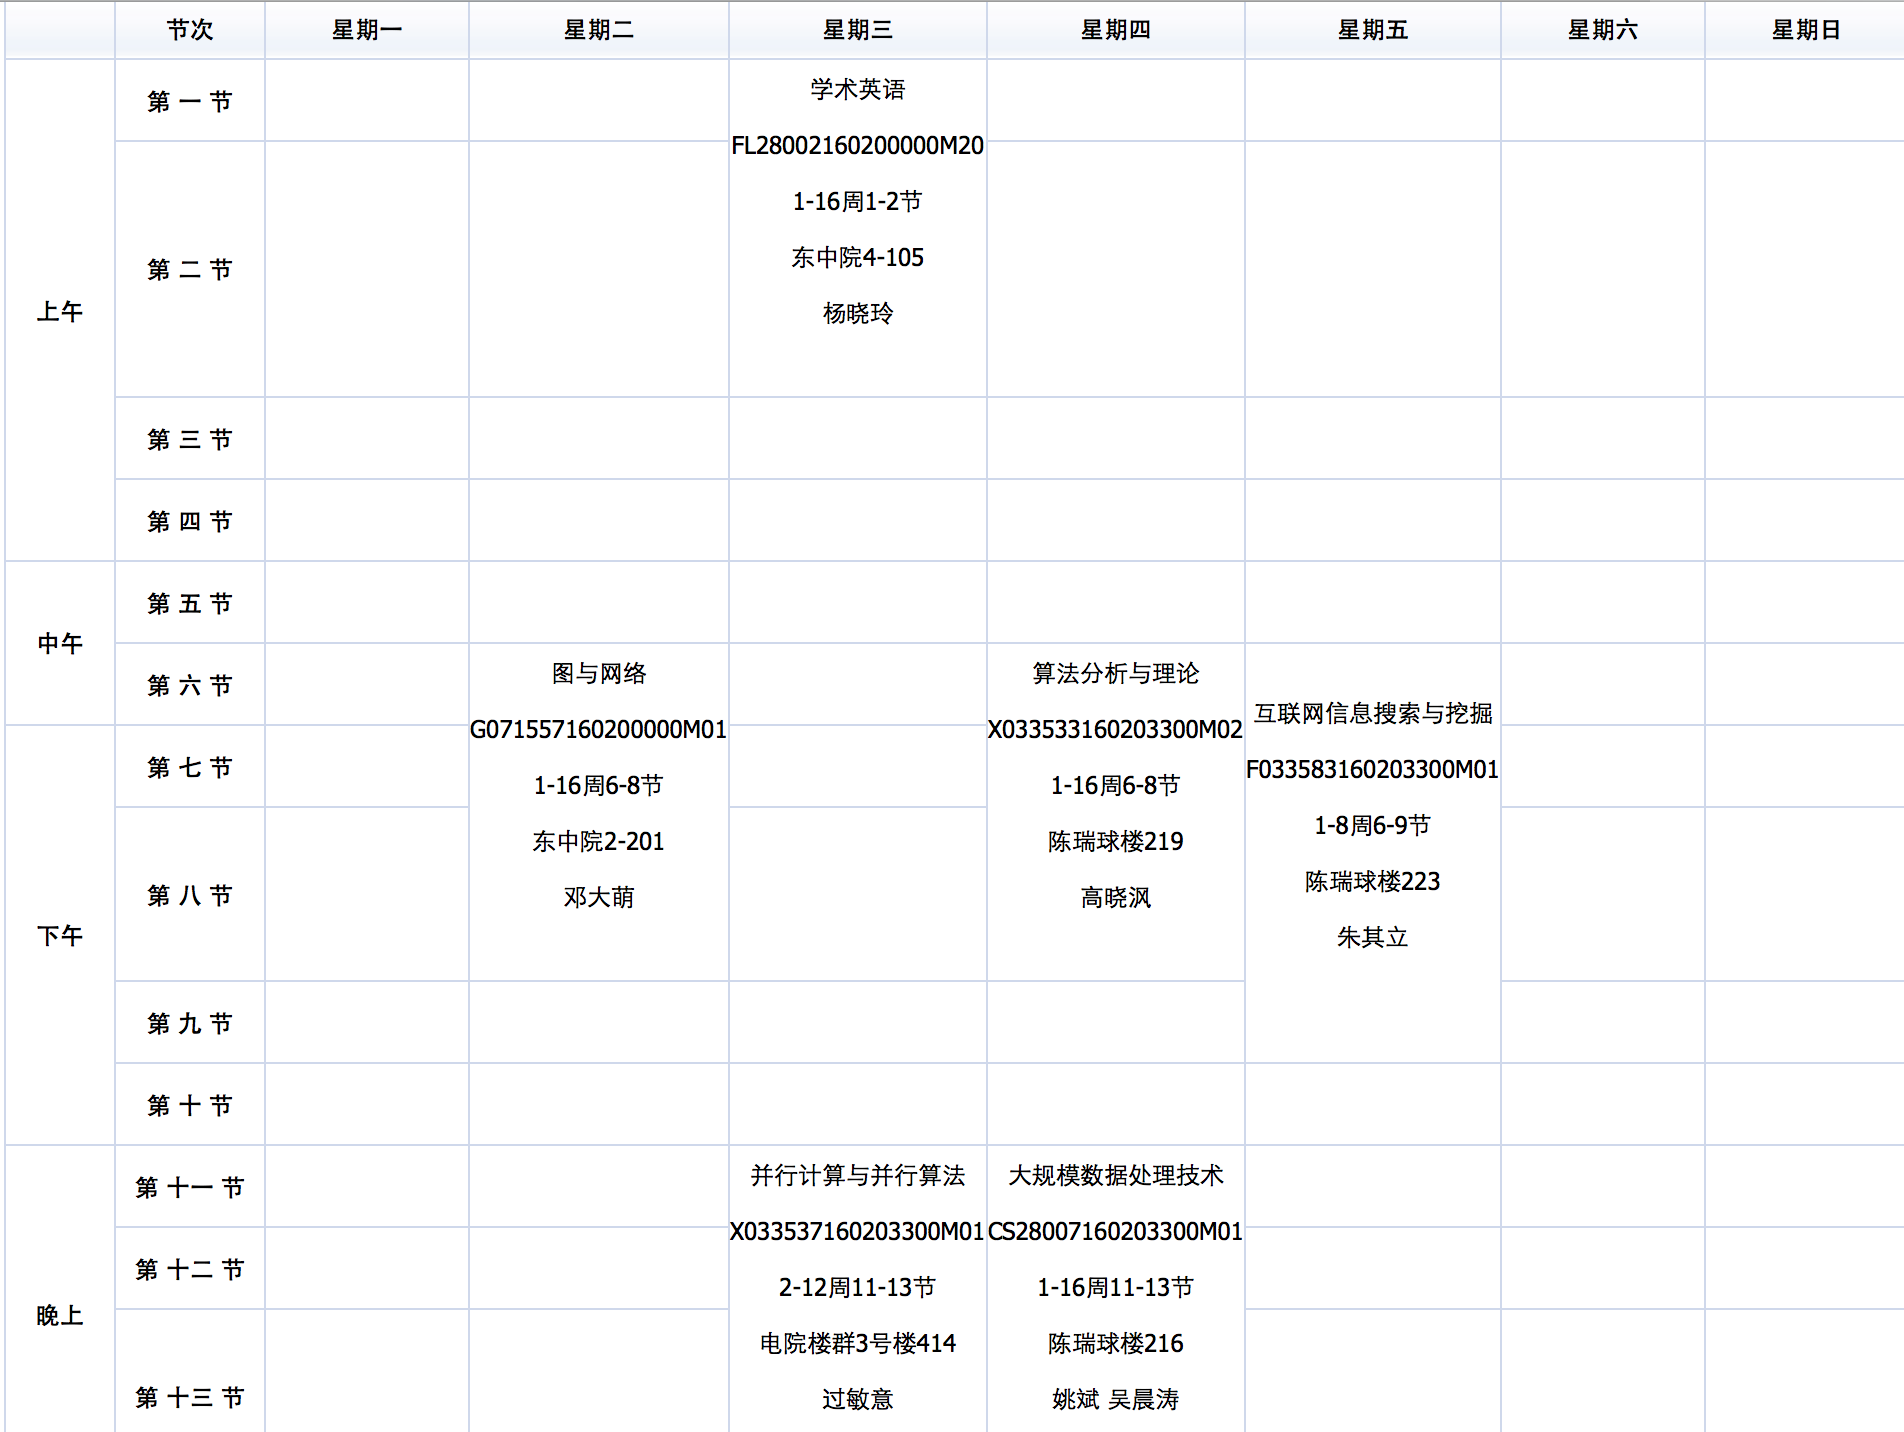 节次 星期一 星期二 星期三 星期四 星期五 星期六 星期日
上午
第 一 节
第 二 节
学术英语
FL28002160200000M20
1-16周1-2节
东中院4-105
杨晓玲
第 三 节
第 四 节
中午
第 五 节
第 六 节
下午
第 七 节
第 八 节
图与网络
G071557160200000M01
1-16周6-8节
东中院2-201
邓大萌
算法分析与理论
X033533160203300M02
1-16周6-8节
陈瑞球楼219
高晓沨
互联网信息搜索与挖掘
F033583160203300M01
1-8周6-9节
陈瑞球楼223
朱其立
第 九 节
第 十 节
晚上
第 十一 节
第 十二 节
第 十三 节
并行计算与并行算法
X033537160203300M01
2-12周11-13节
电院楼群3号楼414
过敏意
大规模数据处理技术
CS28007160203300M01
1-16周11-13节
陈瑞球楼216
姚斌 吴晨涛